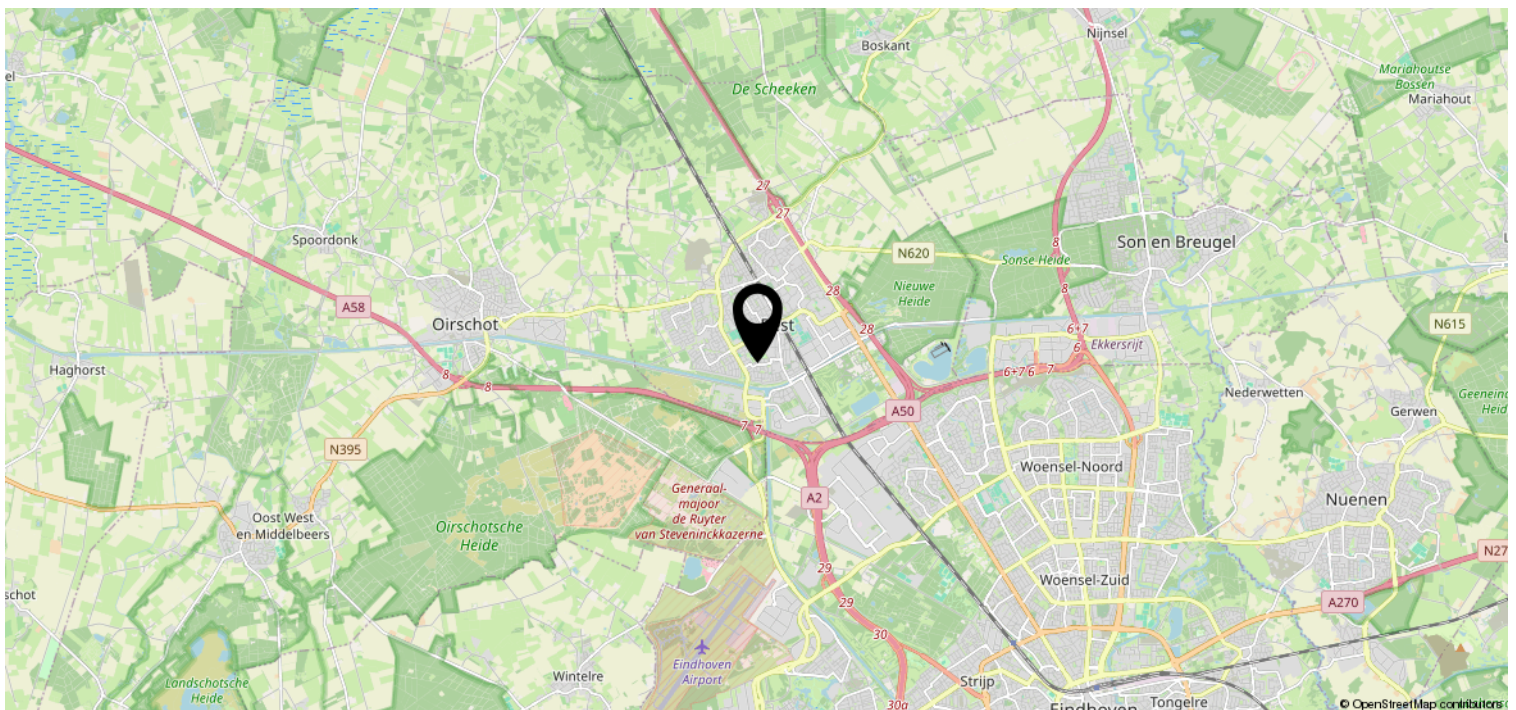 Boskant
Nijnsel
De Scheeken
Mariahoutse
Bossen
Mariahout
27
27
Spoordonk
8
Son en Breugel
N620
Sonse Heide
Nieuwe
Heide
28
8
A58
Oirschot
28
6+7
N615
Ekkersrijt
6
6+7 6
7
Haghorst
8
8
Nederwetten
Gerwen
A50
7
7
N395
Woensel-Noord
Generaal-
majoor
de Ruyter
van Steveninckkazerne
A2
Nuenen
Oost West
en Middelbeers
Oirschotsche
Heide
29
Woensel-Zuid
29
A270
30
Eindhoven
Airport
Wintelre
Landschotsche
Heide
Strijp
30a
Tongelre
Eindhoven
© OpenStreetMap contributors